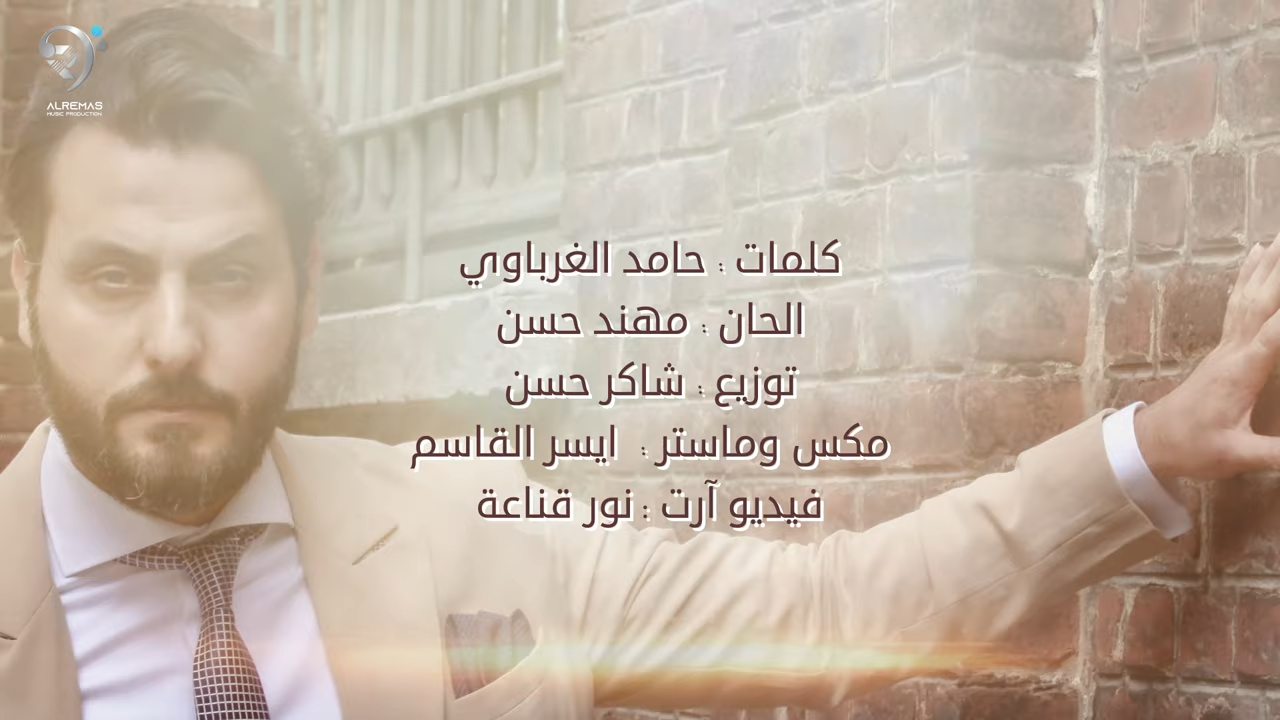 ALREMAS
MUSIC PRODUCTION
كلمات : حامد الغرباوي
الحان : مهند حسن
توزيع : شاكر حسن
مكس وماستر : ايسر القاسم
فيديو آرت : نور قناعة